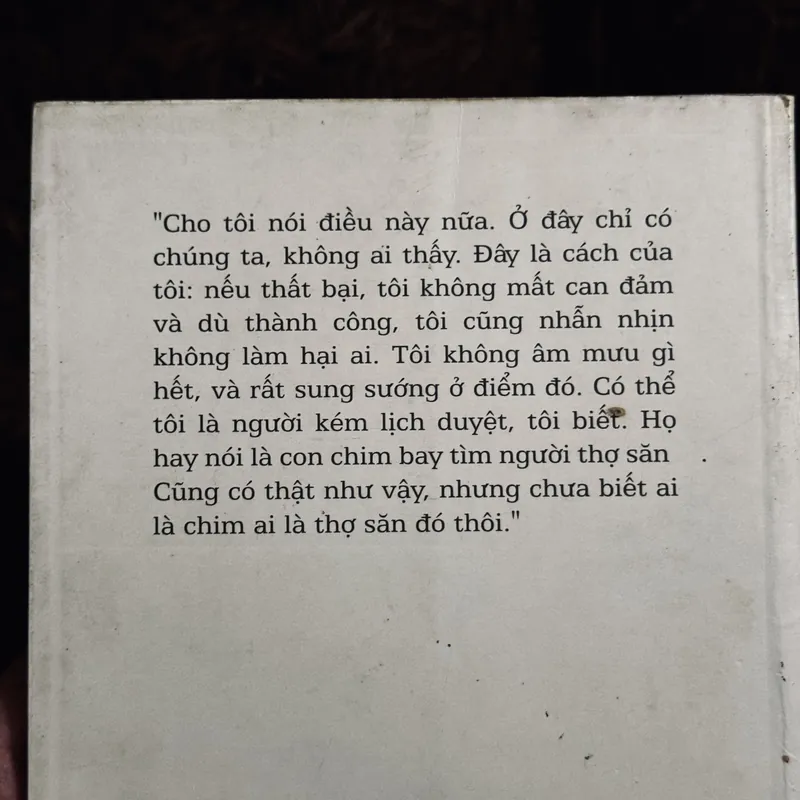 "Cho tôi nói điều này nữa. Ở đây chỉ có
chúng ta, không ai thấy. Đây là cách của
tôi: nếu thất bại, tôi không mất can đảm
và dù thành công, tôi cũng nhẫn nhịn
không làm hại ai. Tôi không âm mưu gì
hết, và rất sung sướng ở điểm đó. Có thể
tôi là người kém lịch duyệt, tôi biết. Họ
hay nói là con chim bay tìm người thợ săn .
Cũng có thật như vậy, nhưng chưa biết ai
là chim ai là thợ săn đó thôi."